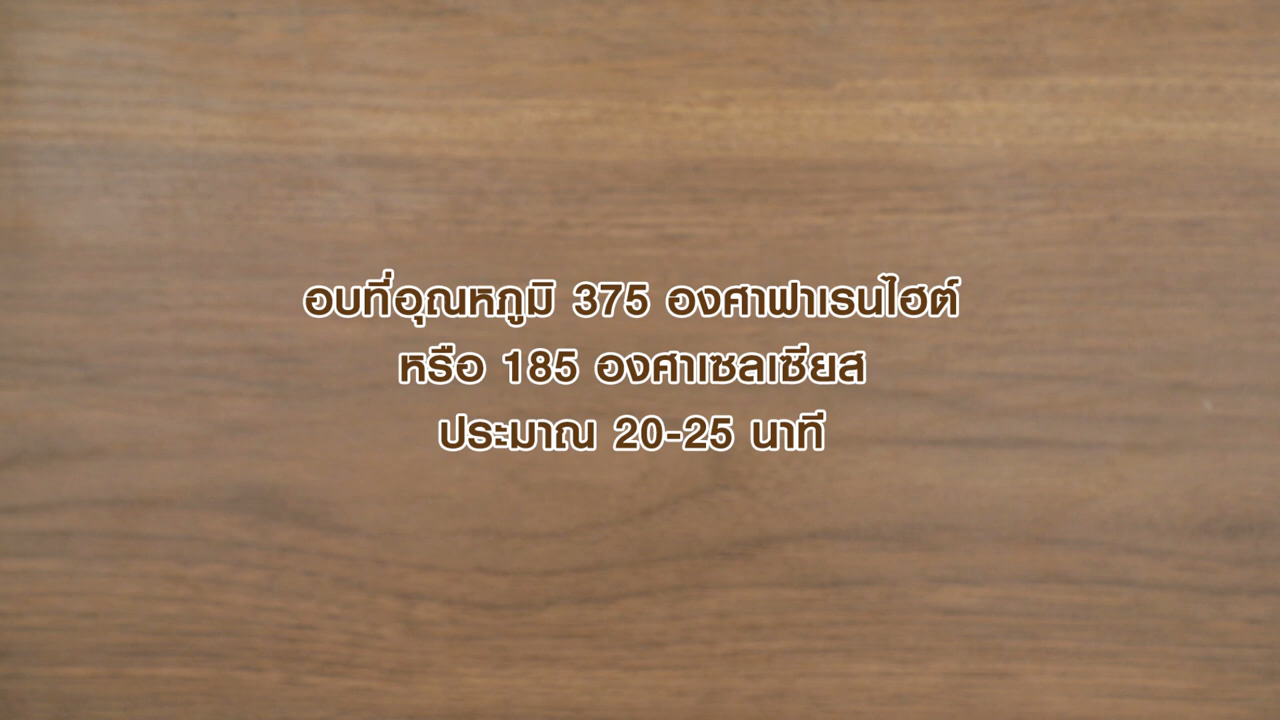 อบที่อุณหภูมิ 375 องศาฟาเรนไฮต์
หรือ 185 องศาเซลเซียส
ประมาณ 20-25 นาที